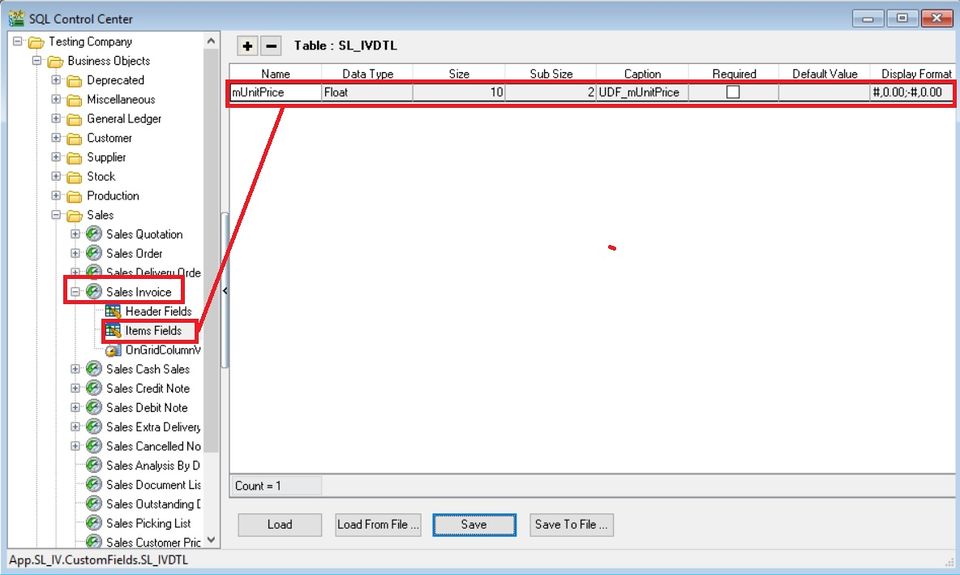 SQL Control Center
Testing Company
Business Objects
Deprecated
Miscellaneous
General Ledger
Customer
Supplier
Stock
Production
Sales
Sales Quotation
Sales Order
Sales Delivery Orde
Sales Invoice
Header Fields
Items Fields
OnGridColumnV
Sales Cash Sales
Sales Credit Note
Sales Debit Note
Sales Extra Delivery
Sales Cancelled No
Sales Analysis By D
Sales Document Lis
Sales Outstanding D
Sales Picking List
Sales Customer Pric
Table : SL_IVDTL
Name Data Type Size Sub Size Caption Required Default Value Display Format
mUnitPrice Float 10 2 UDF_mUnitPrice #,0.00;-#,0.00
Count = 1
Load Load From File ... Save Save To File ...
App.SL_IV.CustomFields.SL_IVDTL